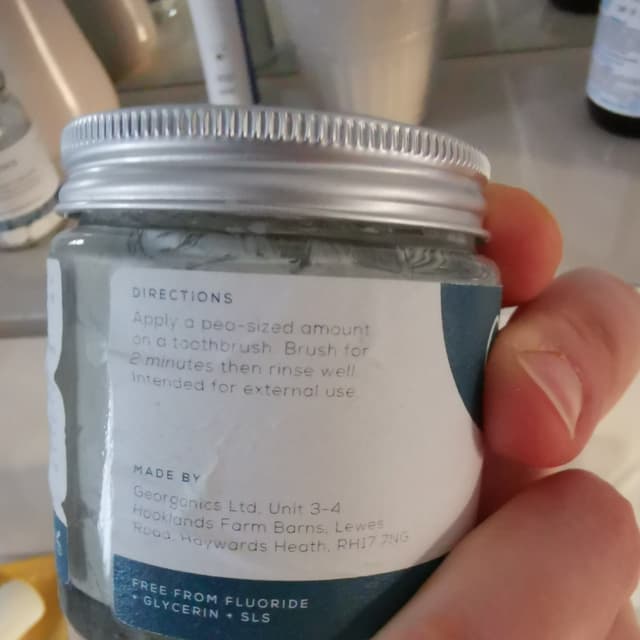 DIRECTIONS
Apply a pea-sized amount
on a toothbrush. Brush for
2 minutes then rinse well.
Intended for external use.
MADE BY
Georganics Ltd. Unit 3-4
Hooklands Farm Barns, Lewes
Road, Haywards Heath, RH17 7NG
FREE FROM FLUORIDE
+ GLYCERIN + SLS